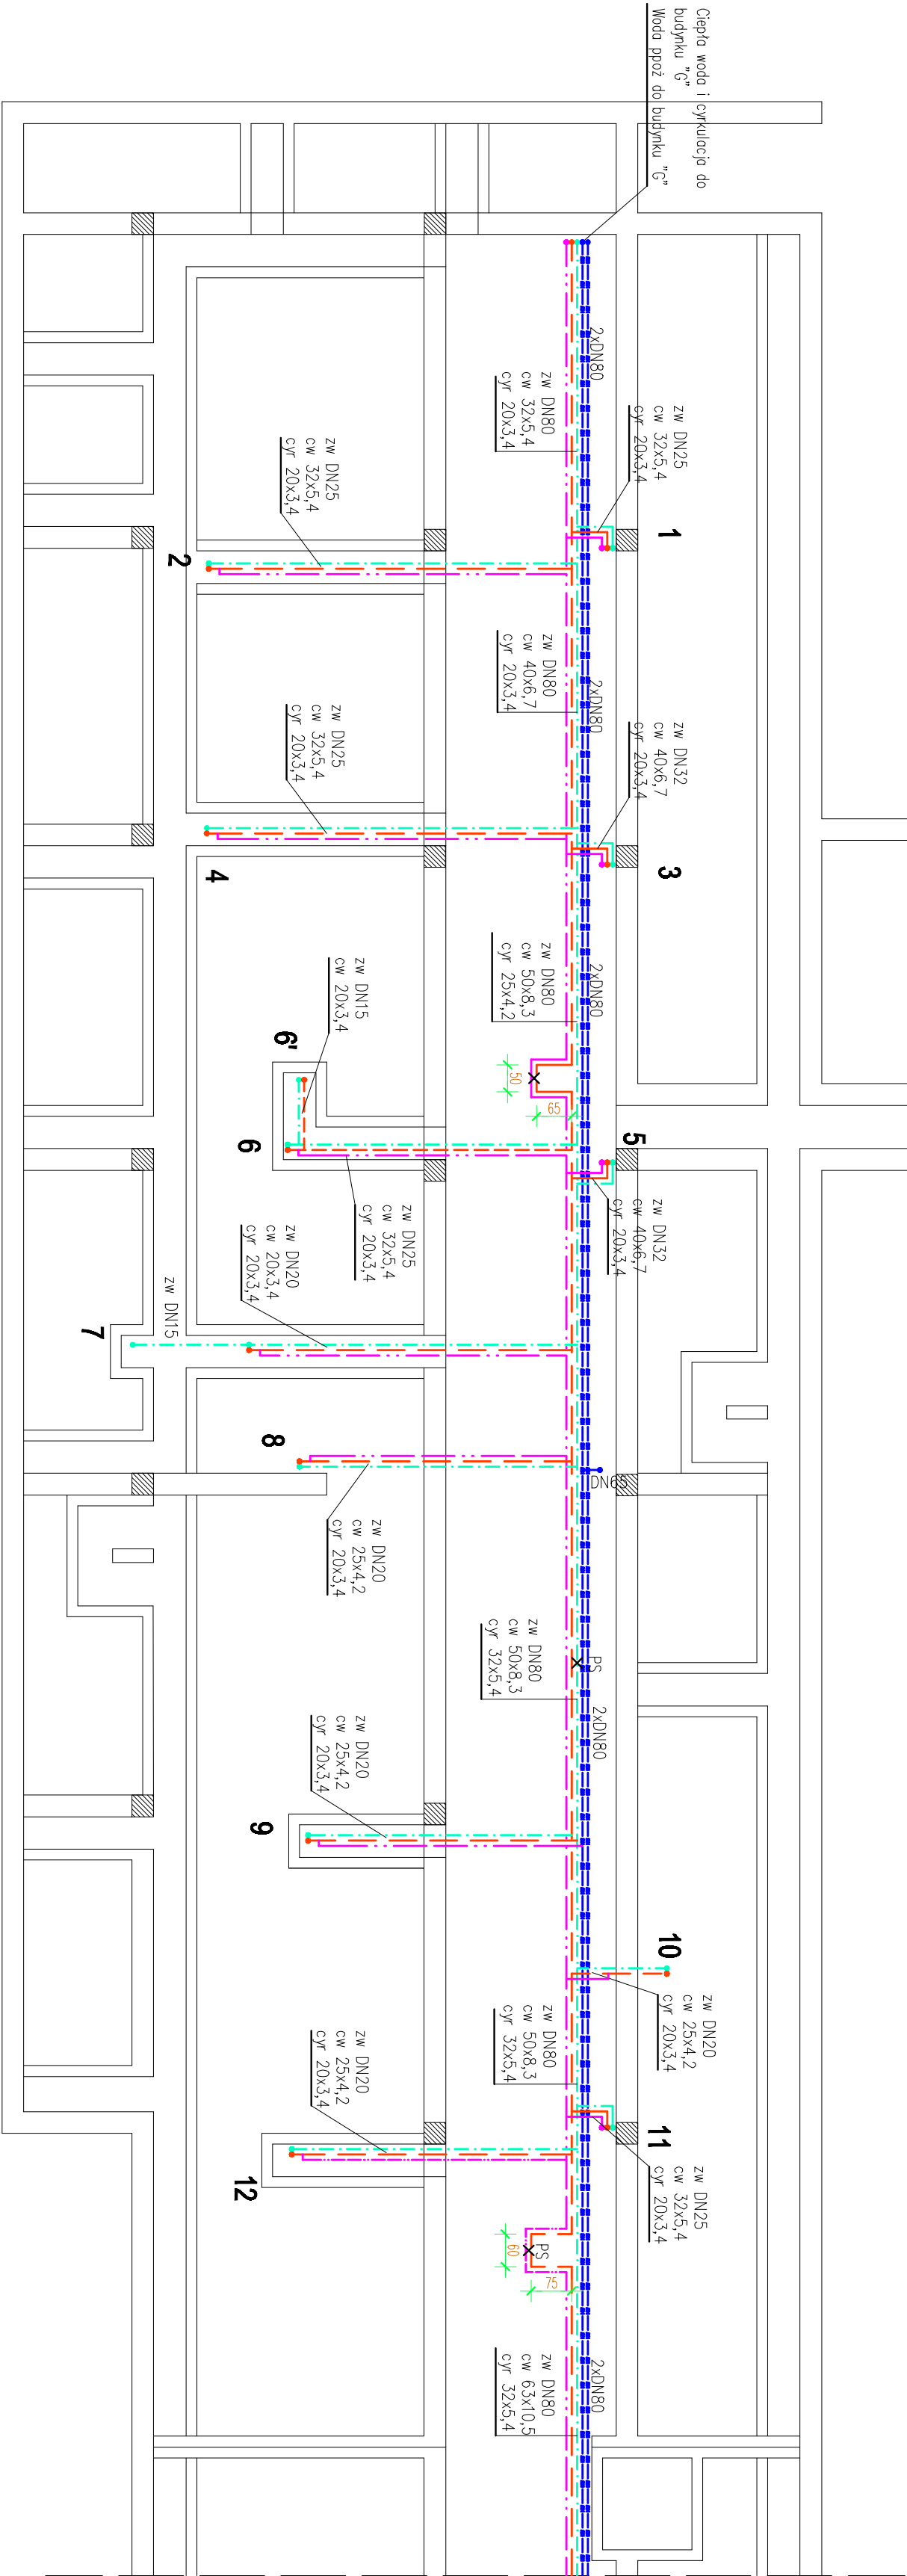 Ciepła woda i cyrkulacja do
budynku "G"
Woda ppoż do budynku "G"
2xDN80
zw DN80
cw 32x5,4
cyr 20x3,4
zw DN25
cw 32x5,4
cyr 20x3,4
1
zw DN25
cw 32x5,4
cyr 20x3,4
2
zw DN80
cw 40x6,7
cyr 20x3,4
2xDN80
zw DN32
cw 40x6,7
cyr 20x3,4
3
zw DN25
cw 32x5,4
cyr 20x3,4
4
zw DN80
cw 50x8,3
cyr 25x4,2
2xDN80
zw DN15
cw 20x3,4
6'
50
65
5
6
zw DN32
cw 40x6,7
cyr 20x3,4
zw DN25
cw 32x5,4
cyr 20x3,4
zw DN20
cw 20x3,4
cyr 20x3,4
zw DN15
7
8
DN65
zw DN20
cw 25x4,2
cyr 20x3,4
zw DN80
cw 50x8,3
cyr 32x5,4
PS
2xDN80
zw DN20
cw 25x4,2
cyr 20x3,4
9
10
zw DN20
cw 25x4,2
cyr 20x3,4
zw DN80
cw 50x8,3
cyr 32x5,4
zw DN20
cw 25x4,2
cyr 20x3,4
11
12
zw DN25
cw 32x5,4
cyr 20x3,4
PS
60
75
zw DN80
cw 63x10,5
cyr 32x5,4
2xDN80